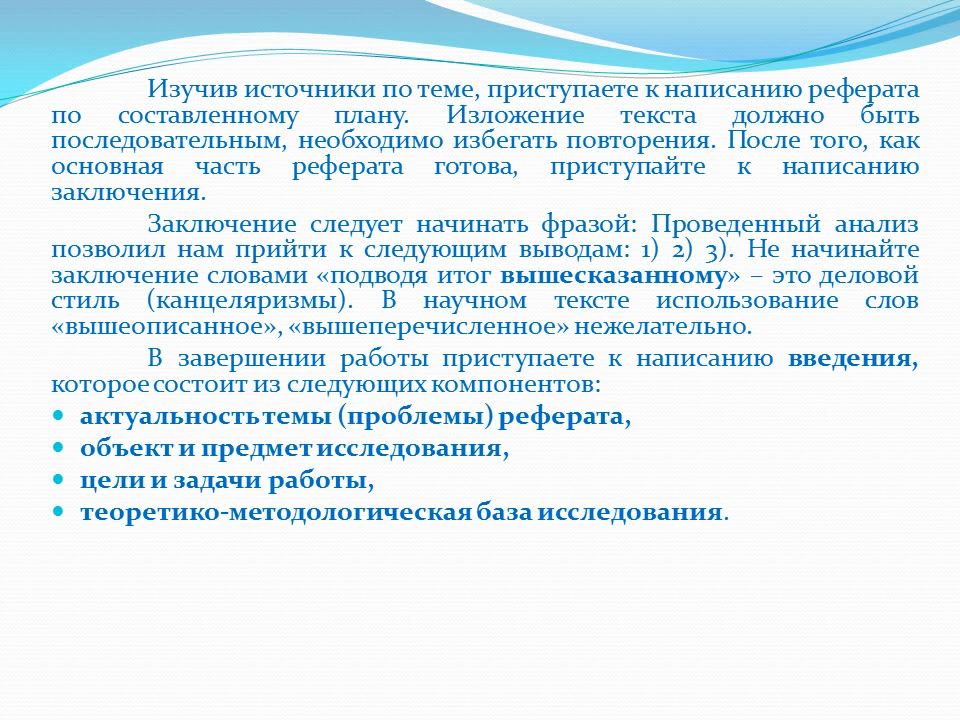 Изучив источники по теме, приступаете к написанию реферата
по составленному плану. Изложение текста должно быть
последовательным, необходимо избегать повторения. После того, как
основная часть реферата готова, приступайте к написанию
заключения.
Заключение следует начинать фразой: Проведенный анализ
позволил нам прийти к следующим выводам: 1) 2) 3). Не начинайте
заключение словами «подводя итог вышесказанному» – это деловой
стиль (канцеляризмы). В научном тексте использование слов
«вышеописанное», «вышеперечисленное» нежелательно.
В завершении работы приступаете к написанию введения,
которое состоит из следующих компонентов:
• актуальность темы (проблемы) реферата,
• объект и предмет исследования,
• цели и задачи работы,
• теоретико-методологическая база исследования.